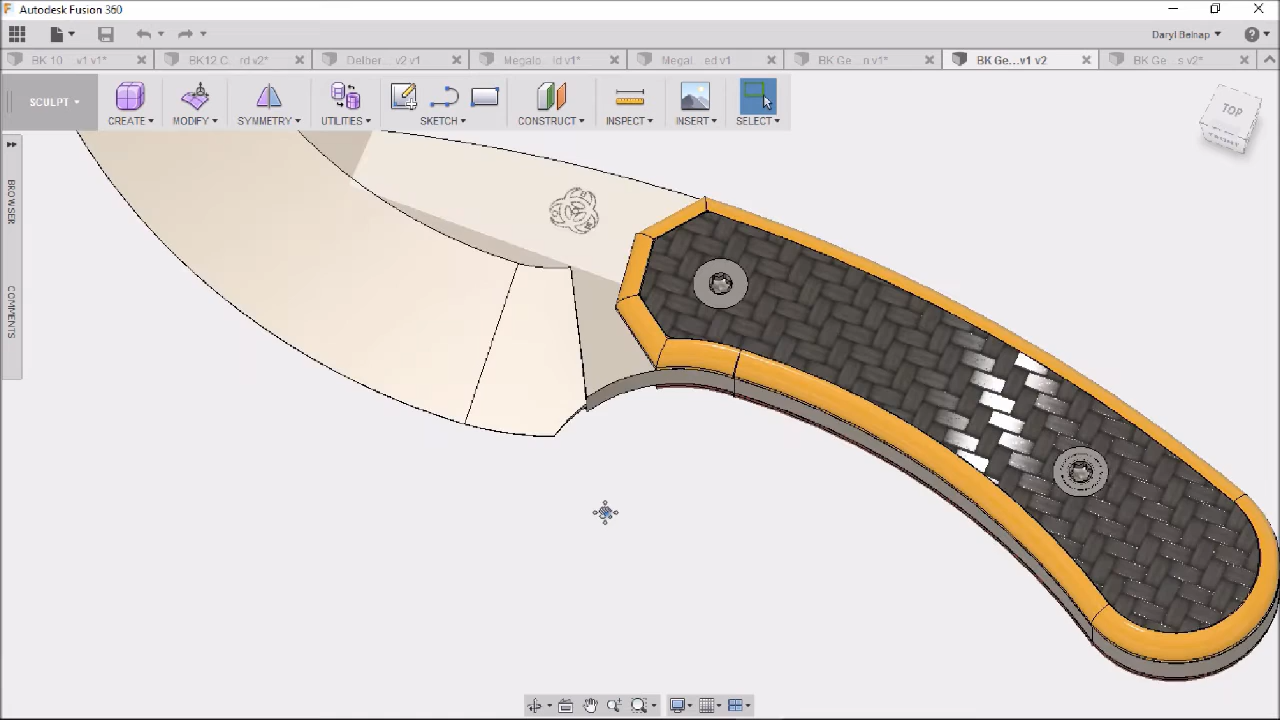 Autodesk Fusion 360
Daryl Belnap
BK 10... v1 v1*
BK12 C... rd v2*
Delber... v2 v1
Megalo... ld v1*
Megal... ed v1
BK Ge... n v1*
BK Ge...v1 v2
BK Ge... s v2*
SCULPT
CREATE
MODIFY
SYMMETRY
UTILITIES
SKETCH
CONSTRUCT
INSPECT
INSERT
SELECT
TOP
FRONT
BROWSER
COMMENTS